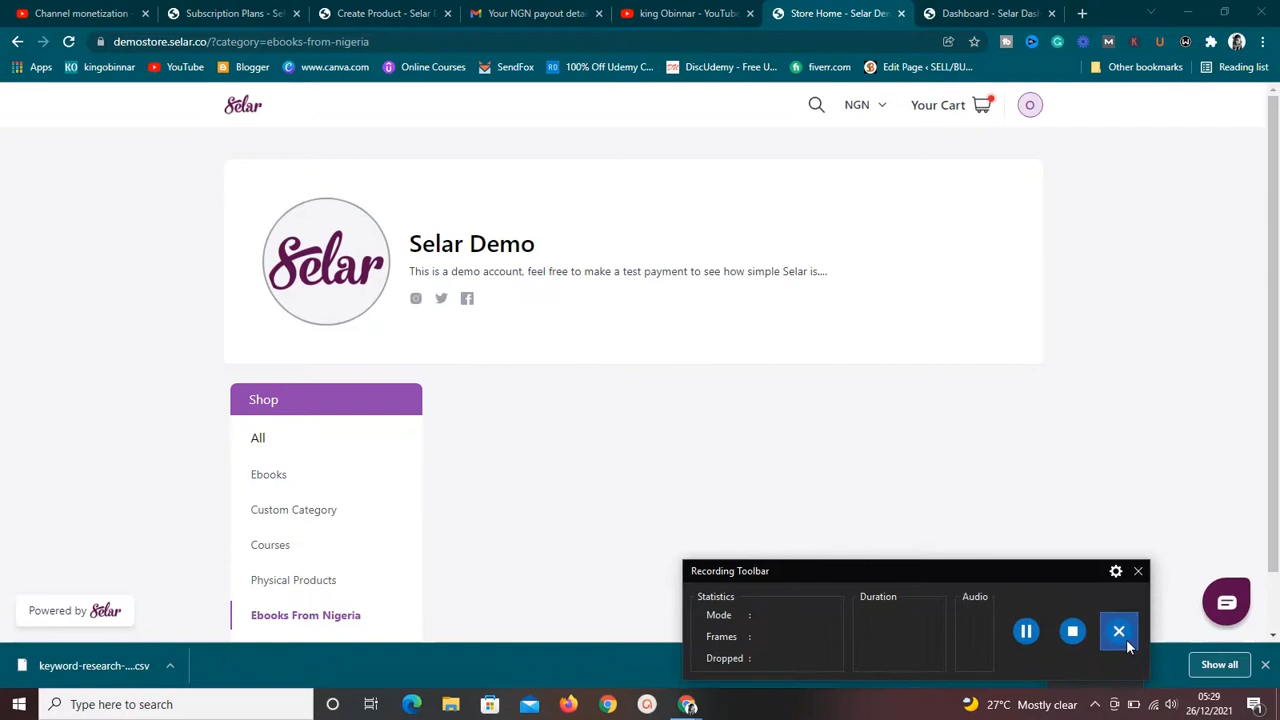 Channel monetization -
Subscription Plans - S
Create Product - Selar D
Your NGN payout deta
king Obinnar - YouTube
Store Home - Selar De
Dashboard - Selar Das
demostore.selar.co/?category=ebooks-from-nigeria
Apps
kingobinnar
YouTube
Blogger
www.canva.com
Online Courses
SendFox
100% Off Udemy C...
DiscUdemy - Free U...
fiverr.com
Edit Page ‹ SELL/BU...
Other bookmarks
Reading list
Selar
NGN
Your Cart
O
Selar
Selar Demo
This is a demo account, feel free to make a test payment to see how simple Selar is....
Shop
All
Ebooks
Custom Category
Courses
Physical Products
Ebooks From Nigeria
Powered by Selar
Recording Toolbar
Statistics
Duration
Audio
Mode :
Frames :
Dropped :
keyword-research-....csv
Show all
Type here to search
27°C Mostly clear
05:29
26/12/2021